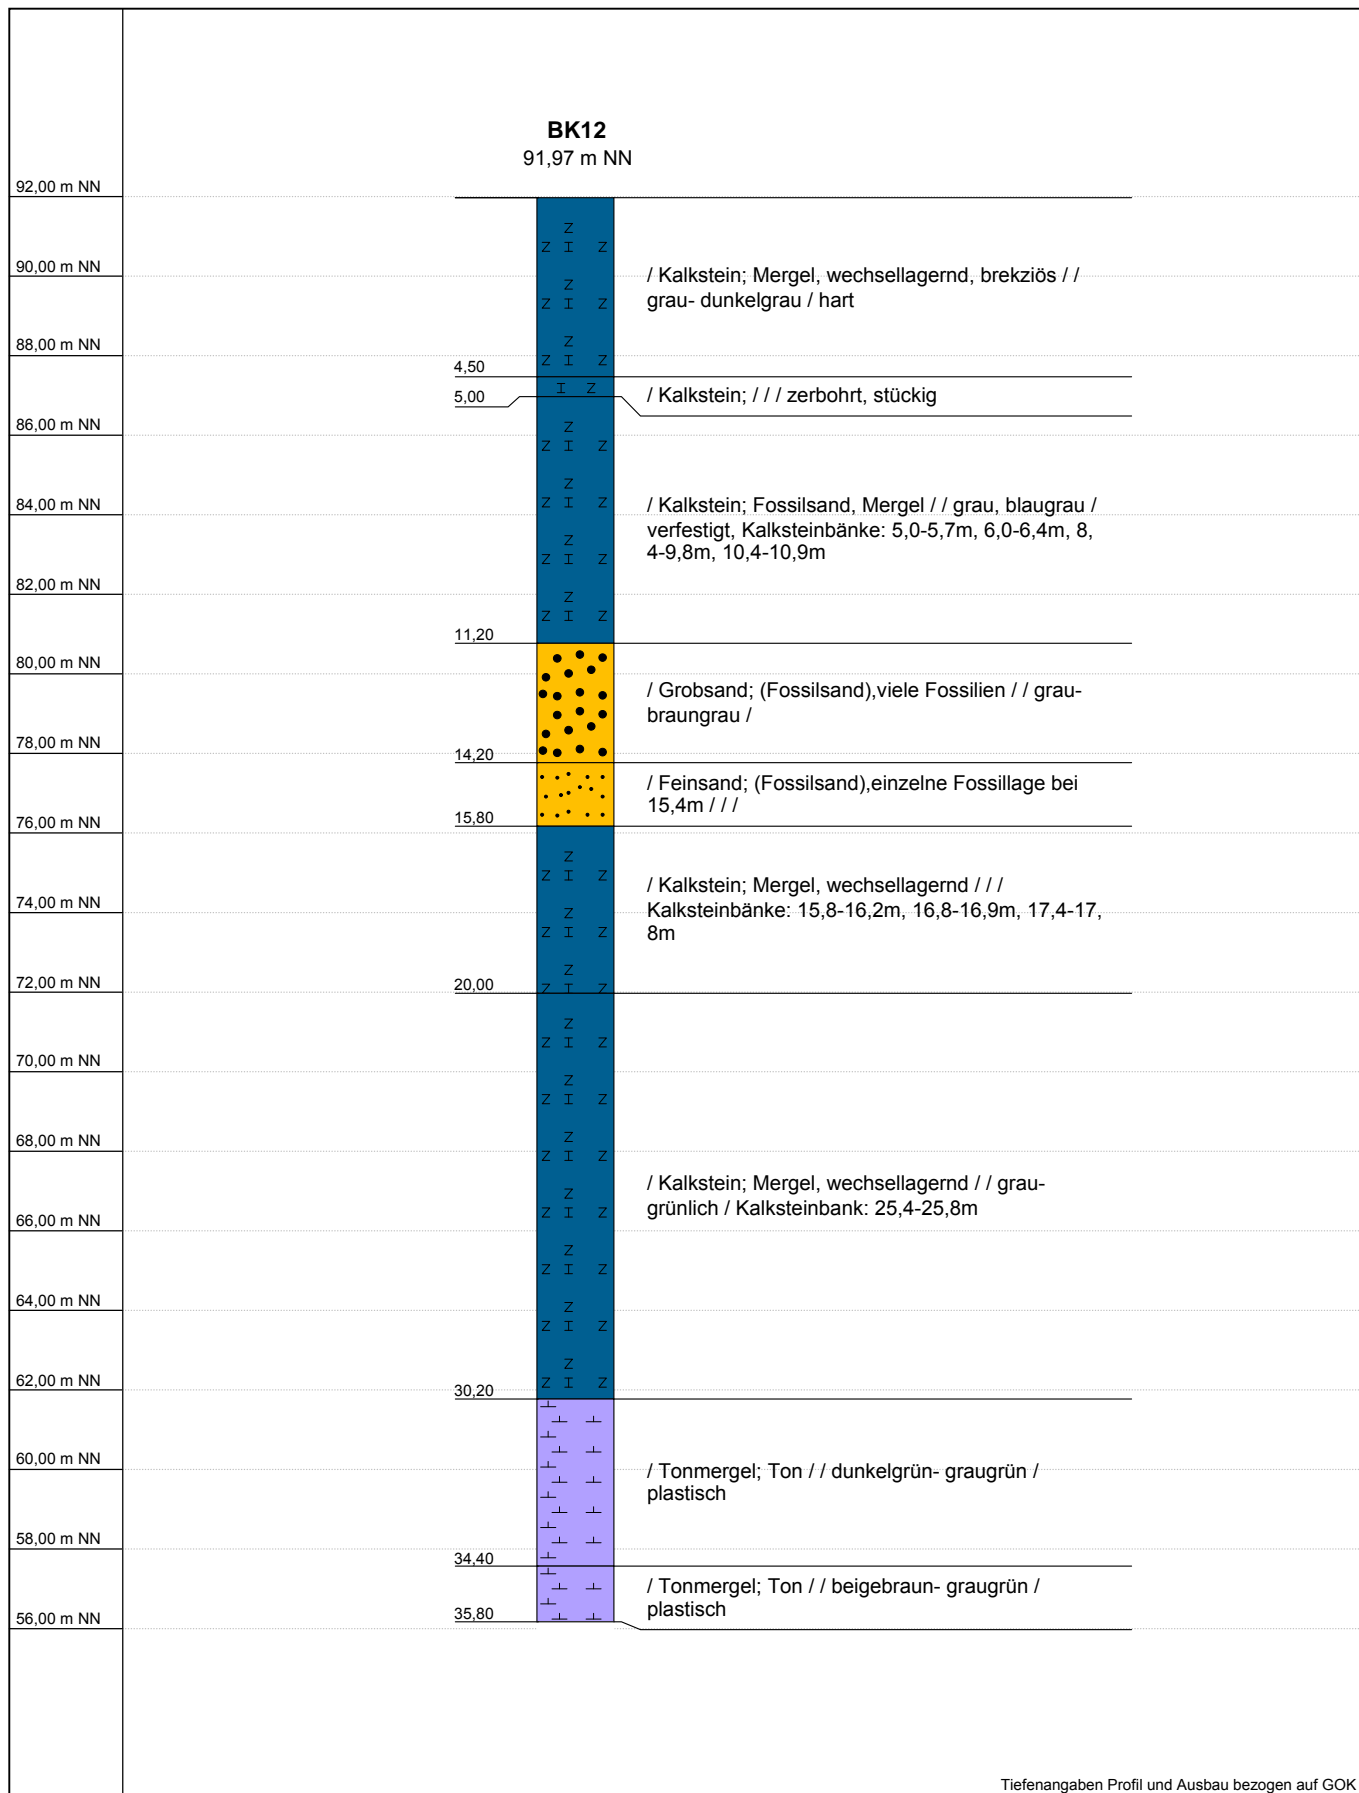 BK12
91,97 m NN
92,00 m NN
90,00 m NN
/ Kalkstein; Mergel, wechsellagernd, brekziös / /
grau- dunkelgrau / hart
88,00 m NN
4,50
/ Kalkstein; / / / zerbohrt, stückig
5,00
86,00 m NN
84,00 m NN
/ Kalkstein; Fossilsand, Mergel / / grau, blaugrau /
verfestigt, Kalksteinbänke: 5,0-5,7m, 6,0-6,4m, 8,
4-9,8m, 10,4-10,9m
82,00 m NN
11,20
80,00 m NN
/ Grobsand; (Fossilsand),viele Fossilien / / grau-
braungrau /
78,00 m NN
14,20
/ Feinsand; (Fossilsand),einzelne Fossillage bei
15,4m / / /
15,80
76,00 m NN
74,00 m NN
/ Kalkstein; Mergel, wechsellagernd / / /
Kalksteinbänke: 15,8-16,2m, 16,8-16,9m, 17,4-17,
8m
72,00 m NN
20,00
70,00 m NN
68,00 m NN
/ Kalkstein; Mergel, wechsellagernd / / grau-
grünlich / Kalksteinbank: 25,4-25,8m
66,00 m NN
64,00 m NN
62,00 m NN
30,20
60,00 m NN
/ Tonmergel; Ton / / dunkelgrün- graugrün /
plastisch
58,00 m NN
34,40
/ Tonmergel; Ton / / beigebraun- graugrün /
plastisch
35,80
56,00 m NN
Tiefenangaben Profil und Ausbau bezogen auf GOK